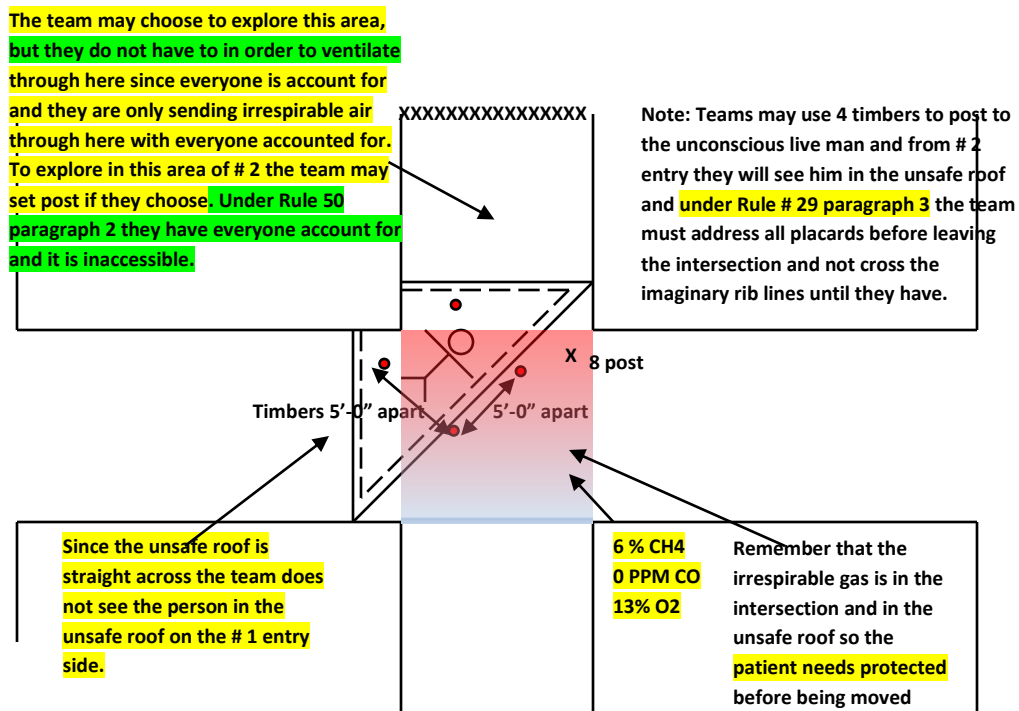 The team may choose to explore this area,
but they do not have to in order to ventilate
through here since everyone is account for
and they are only sending irrespirable air
through here with everyone accounted for.
To explore in this area of # 2 the team may
set post if they choose. Under Rule 50
paragraph 2 they have everyone account for
and it is inaccessible.
XXXXXXXXXXXXXXXX
Note: Teams may use 4 timbers to post to
the unconscious live man and from # 2
entry they will see him in the unsafe roof
and under Rule # 29 paragraph 3 the team
must address all placards before leaving
the intersection and not cross the
imaginary rib lines until they have.
X 8 post
Timbers 5’-0” apart
5’-0” apart
Since the unsafe roof is
straight across the team does
not see the person in the
unsafe roof on the # 1 entry
side.
6 % CH4
0 PPM CO
13% O2
Remember that the
irrespirable gas is in the
intersection and in the
unsafe roof so the
patient needs protected
before being moved